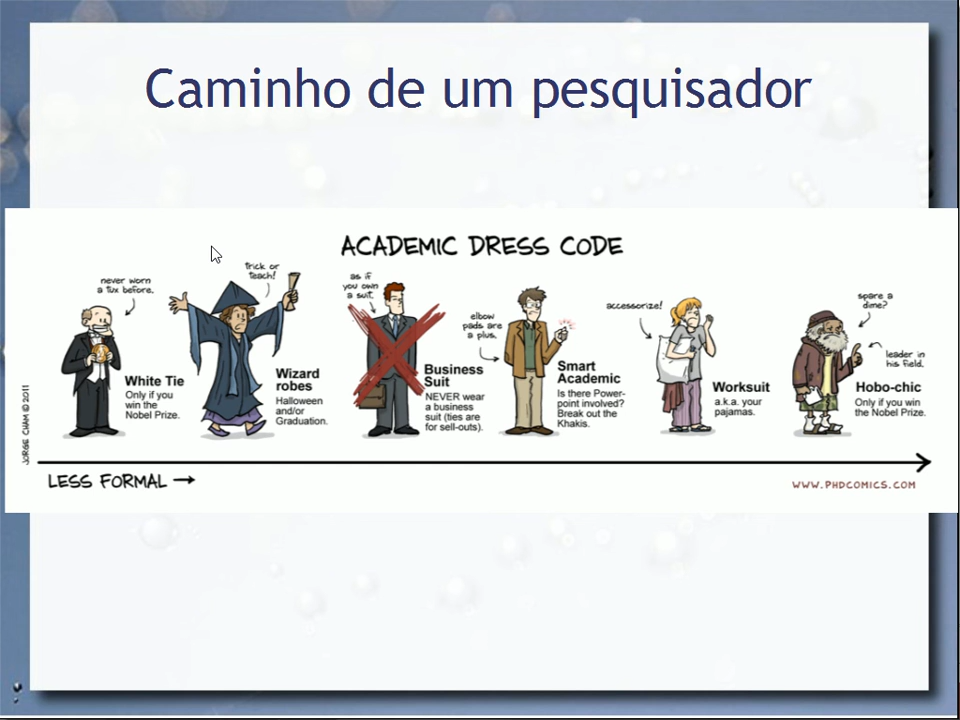 Caminho de um pesquisador
ACADEMIC DRESS CODE
never worn
a tux before.
White Tie
Only if you
win the
Nobel Prize.
trick or
teach!
Wizard
robes
Halloween
and/or
Graduation.
as if
you own
a suit.
Business
Suit
NEVER wear
a business
suit (ties are
for sell-outs).
elbow
pads are
a plus.
Smart
Academic
Is there Power-
point involved?
Break out the
Khakis.
accessorize!
Worksuit
a.k.a. your
pajamas.
spare a
dime?
leader in
his field.
Hobo-chic
Only if you win
the Nobel Prize.
JORGE CHAM © 2011
LESS FORMAL →
WWW.PHDCOMICS.COM